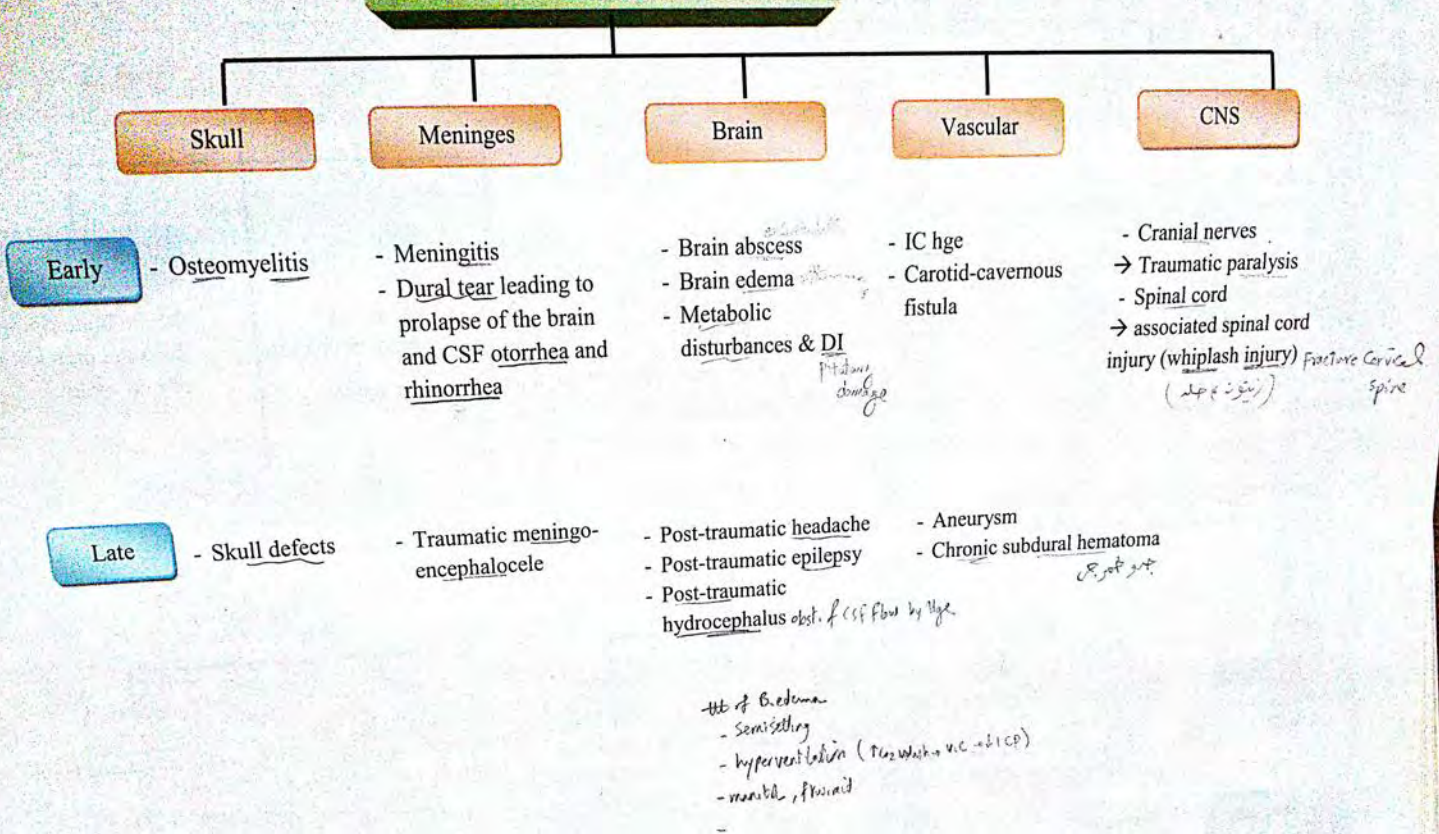 Skull
Meninges
Brain
Vascular
CNS
Early
- Osteomyelitis
- Meningitis
- Dural tear leading to
prolapse of the brain
and CSF otorrhea and
rhinorrhea
- Brain abscess
- Brain edema
- Metabolic
disturbances & DI
Pituitary
damage
- IC hge
- Carotid-cavernous
fistula
- Cranial nerves
→ Traumatic paralysis
- Spinal cord
→ associated spinal cord
injury (whiplash injury) Fracture Cervical
spine
Late
- Skull defects
- Traumatic meningo-
encephalocele
- Post-traumatic headache
- Post-traumatic epilepsy
- Post-traumatic
hydrocephalus obst. of CSF flow by Hge
- Aneurysm
- Chronic subdural hematoma
ttt of B.edema
- Semisitting
- hyperventilation